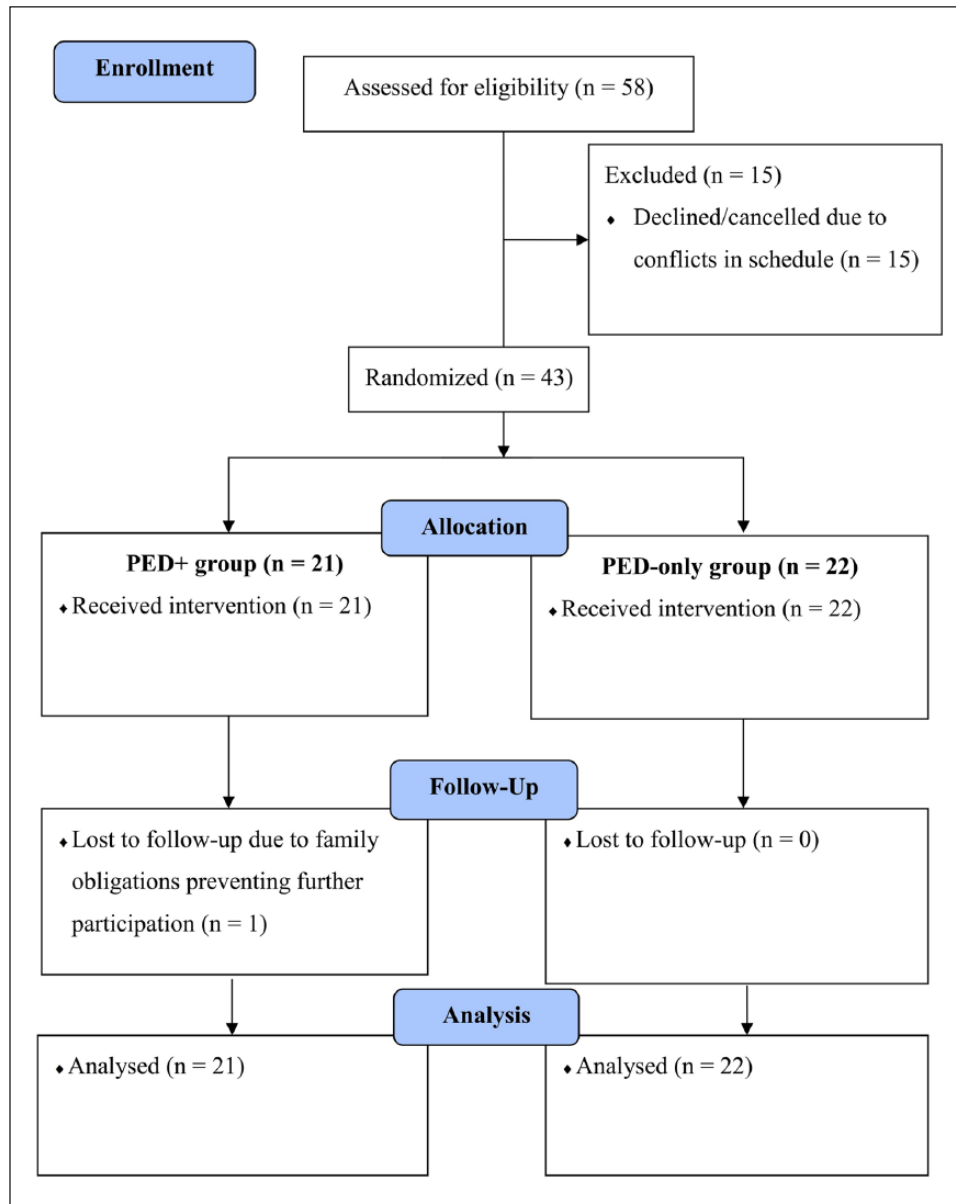 Enrollment
Assessed for eligibility (n = 58)
Excluded (n = 15)
⬧ Declined/cancelled due to
conflicts in schedule (n = 15)
Randomized (n = 43)
Allocation
PED+ group (n = 21)
⬧ Received intervention (n = 21)
PED-only group (n = 22)
⬧ Received intervention (n = 22)
Follow-Up
⬧ Lost to follow-up due to family
obligations preventing further
participation (n = 1)
⬧ Lost to follow-up (n = 0)
Analysis
⬧ Analysed (n = 21)
⬧ Analysed (n = 22)